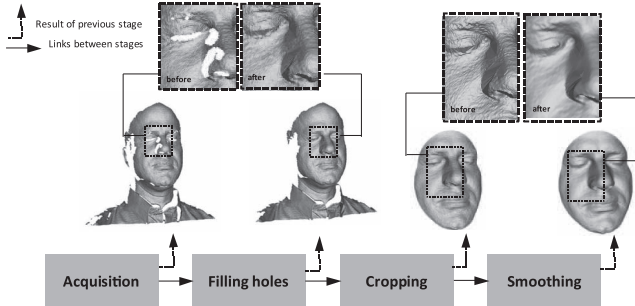 Result of previous stage
Links between stages
before
after
before
after
Acquisition
Filling holes
Cropping
Smoothing